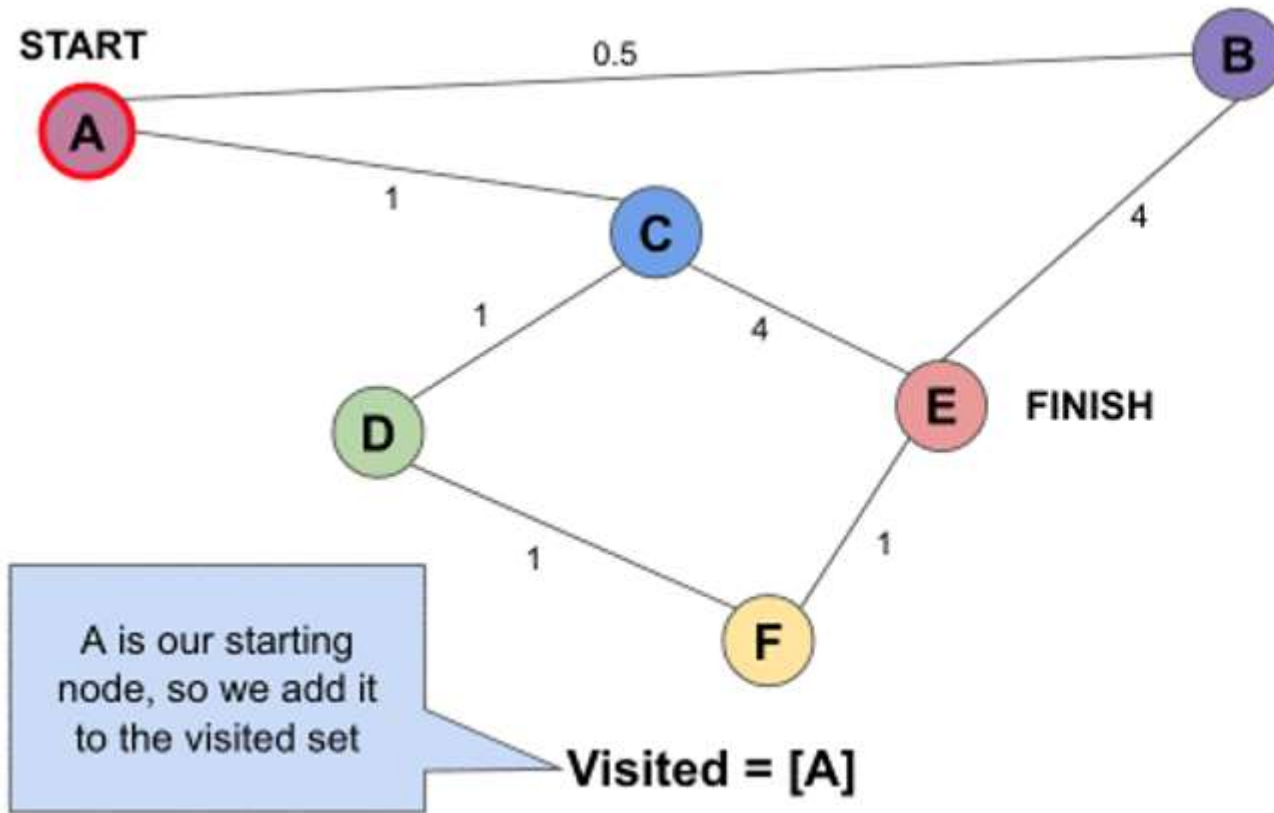 START
0.5
B
A
1
C
4
1
4
E
FINISH
D
1
1
F
A is our starting
node, so we add it
to the visited set
Visited = [A]